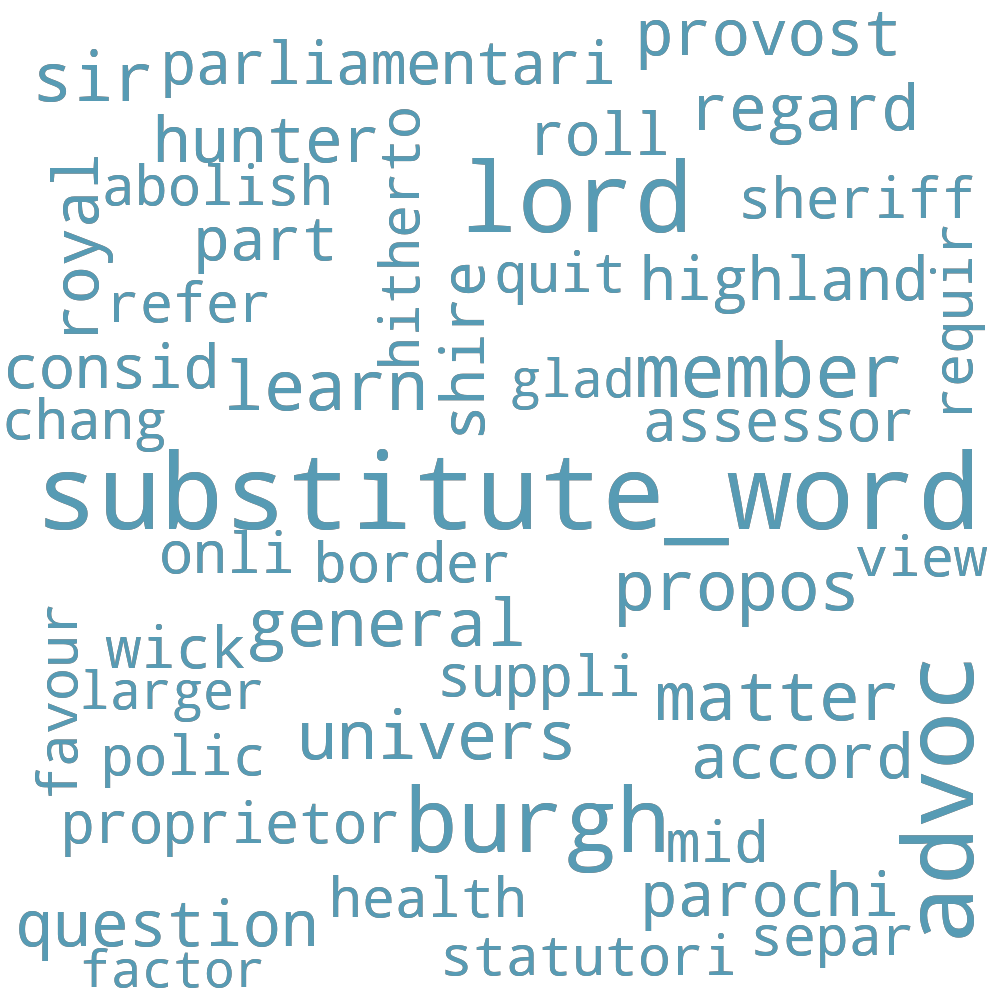 provost
sir
parliamentari
regard
hunter
roll
hitherto
royal
abolish
lord
sheriff
part
quit
highland
requir
refer
shire
consid
learn
glad
member
chang
assessor
substitute_word
onli
border
view
propos
general
wick
favour
larger
suppli
matter
advoc
univers
polic
accord
proprietor
burgh
mid
health
parochi
question
separ
statutori
factor